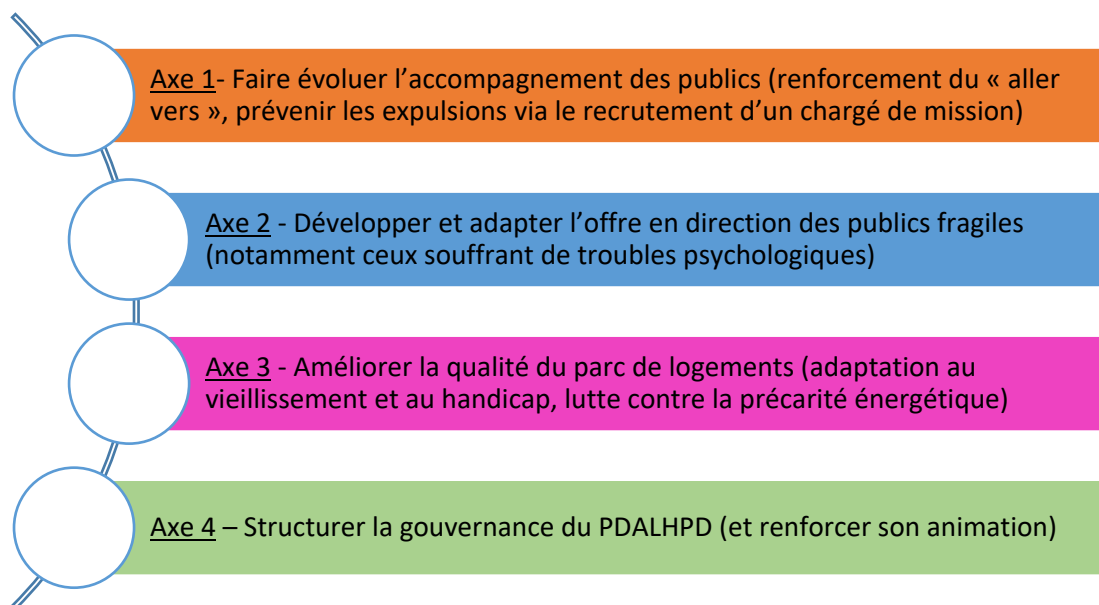 Axe 1- Faire évoluer l’accompagnement des publics (renforcement du « aller
vers », prévenir les expulsions via le recrutement d’un chargé de mission)
Axe 2 - Développer et adapter l’offre en direction des publics fragiles
(notamment ceux souffrant de troubles psychologiques)
Axe 3 - Améliorer la qualité du parc de logements (adaptation au
vieillissement et au handicap, lutte contre la précarité énergétique)
Axe 4 – Structurer la gouvernance du PDALHPD (et renforcer son animation)